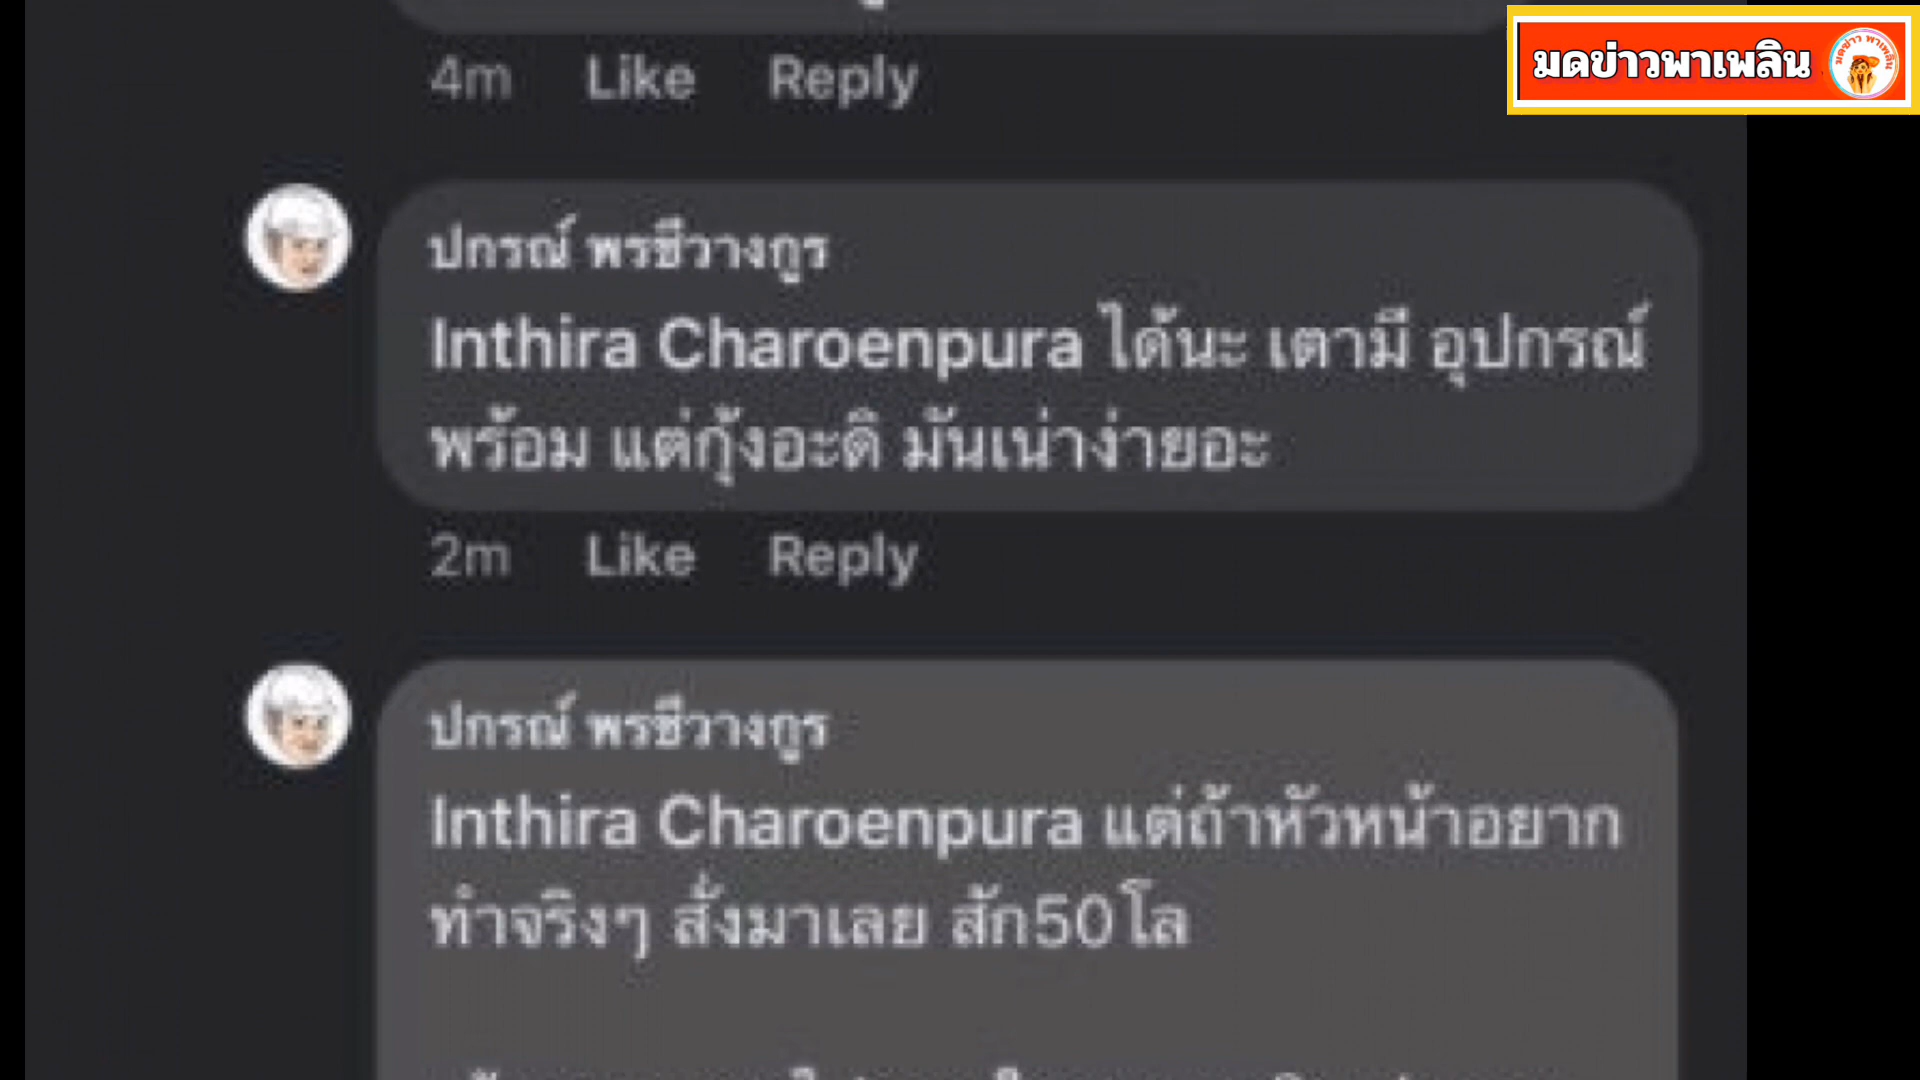 มดข่าวพาเพลิน
4m Like Reply
ปกรณ์ พรชีวางกูร
Inthira Charoenpura ได้นะ เตามี อุปกรณ์
พร้อม แต่กุ้งอะดิ มันเน่าง่ายอะ
2m Like Reply
ปกรณ์ พรชีวางกูร
Inthira Charoenpura แต่ถ้าหัวหน้าอยาก
ทำจริงๆ สั่งมาเลย สัก50โล